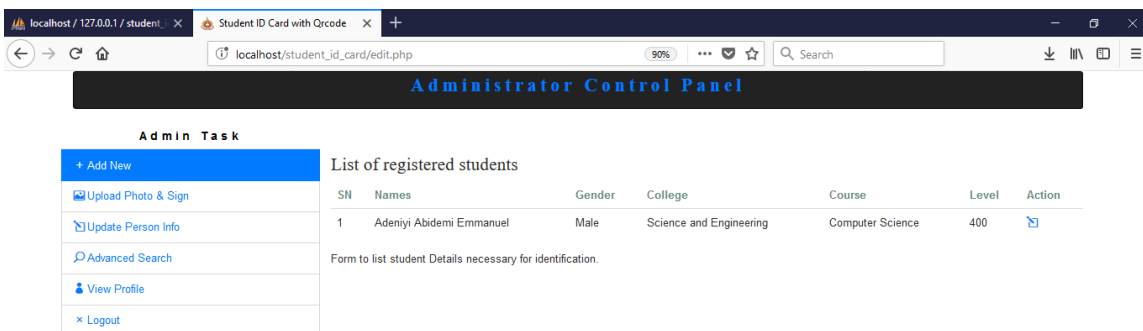 localhost / 127.0.0.1 / student_i
Student ID Card with Qrcode
localhost/student_id_card/edit.php
90%
Search
Administrator Control Panel
Admin Task
+ Add New
Upload Photo & Sign
Update Person Info
Advanced Search
View Profile
× Logout
List of registered students
SN Names Gender College Course Level Action
1 Adeniyi Abidemi Emmanuel Male Science and Engineering Computer Science 400
Form to list student Details necessary for identification.